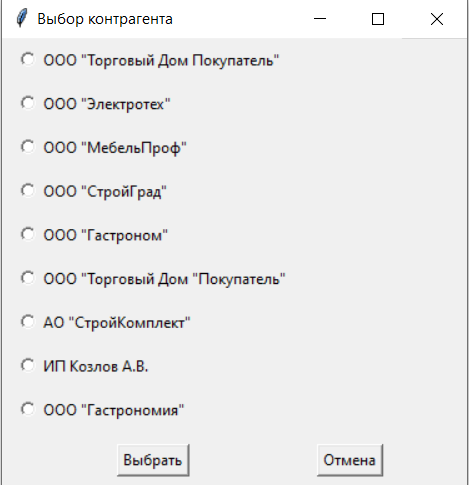 Выбор контрагента
ООО "Торговый Дом Покупатель"
ООО "Электротех"
ООО "МебельПроф"
ООО "СтройГрад"
ООО "Гастроном"
ООО "Торговый Дом "Покупатель"
АО "СтройКомплект"
ИП Козлов А.В.
ООО "Гастрономия"
Выбрать Отмена